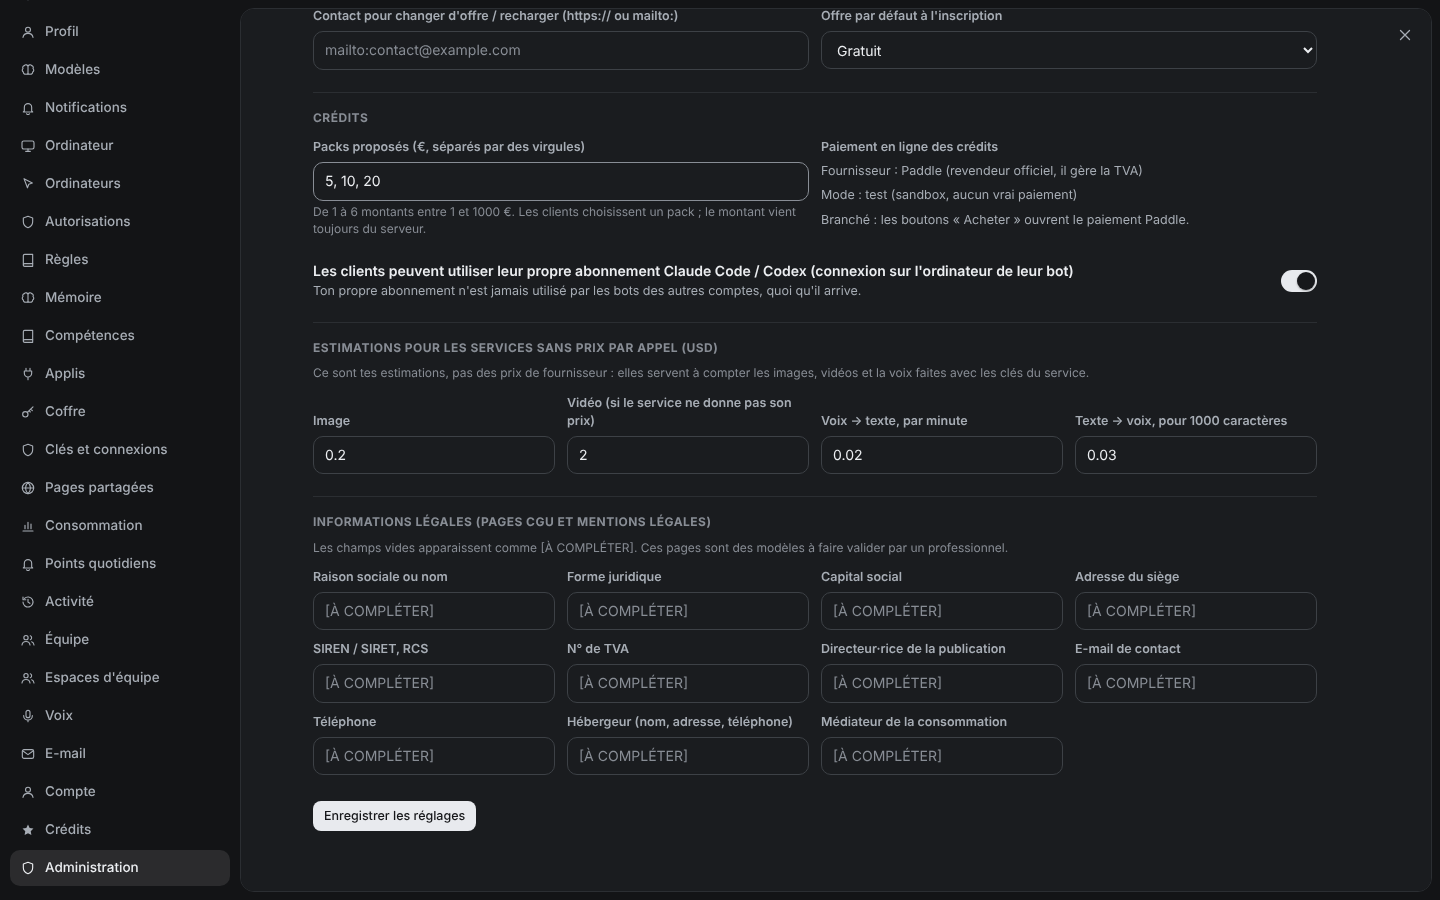 Profil
Modèles
Notifications
Ordinateur
Ordinateurs
Autorisations
Règles
Mémoire
Compétences
Applis
Coffre
Clés et connexions
Pages partagées
Consommation
Points quotidiens
Activité
Équipe
Espaces d'équipe
Voix
E-mail
Compte
Crédits
Administration
Contact pour changer d'offre / recharger (https:// ou mailto:)
mailto:contact@example.com
Offre par défaut à l'inscription
Gratuit
CRÉDITS
Packs proposés (€, séparés par des virgules)
5, 10, 20
De 1 à 6 montants entre 1 et 1000 €. Les clients choisissent un pack ; le montant vient
toujours du serveur.
Paiement en ligne des crédits
Fournisseur : Paddle (revendeur officiel, il gère la TVA)
Mode : test (sandbox, aucun vrai paiement)
Branché : les boutons « Acheter » ouvrent le paiement Paddle.
Les clients peuvent utiliser leur propre abonnement Claude Code / Codex (connexion sur l'ordinateur de leur bot)
Ton propre abonnement n'est jamais utilisé par les bots des autres comptes, quoi qu'il arrive.
ESTIMATIONS POUR LES SERVICES SANS PRIX PAR APPEL (USD)
Ce sont tes estimations, pas des prix de fournisseur : elles servent à compter les images, vidéos et la voix faites avec les clés du service.
Image
0.2
Vidéo (si le service ne donne pas son
prix)
2
Voix → texte, par minute
0.02
Texte → voix, pour 1000 caractères
0.03
INFORMATIONS LÉGALES (PAGES CGU ET MENTIONS LÉGALES)
Les champs vides apparaissent comme [À COMPLÉTER]. Ces pages sont des modèles à faire valider par un professionnel.
Raison sociale ou nom
[À COMPLÉTER]
Forme juridique
[À COMPLÉTER]
Capital social
[À COMPLÉTER]
Adresse du siège
[À COMPLÉTER]
SIREN / SIRET, RCS
[À COMPLÉTER]
N° de TVA
[À COMPLÉTER]
Directeur·rice de la publication
[À COMPLÉTER]
E-mail de contact
[À COMPLÉTER]
Téléphone
[À COMPLÉTER]
Hébergeur (nom, adresse, téléphone)
[À COMPLÉTER]
Médiateur de la consommation
[À COMPLÉTER]
Enregistrer les réglages